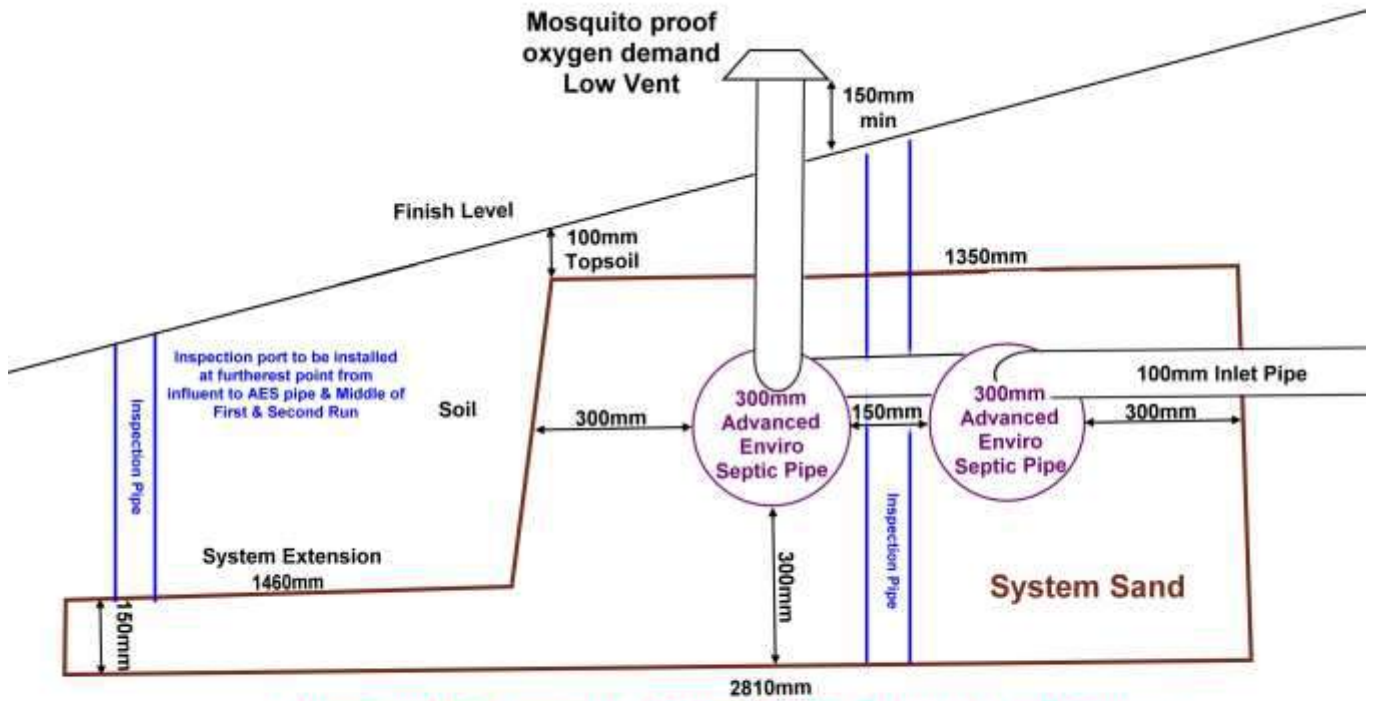 Mosquito proof
oxygen demand
Low Vent
150mm
min
Finish Level
100mm
Topsoil
1350mm
Inspection port to be installed
at furtherest point from
influent to AES pipe & Middle of
First & Second Run
Soil
Inspection Pipe
300mm
300mm
Advanced
Enviro
Septic Pipe
150mm
300mm
Advanced
Enviro
Septic Pipe
100mm Inlet Pipe
300mm
System Extension
1460mm
150mm
300mm
Inspection Pipe
System Sand
2810mm